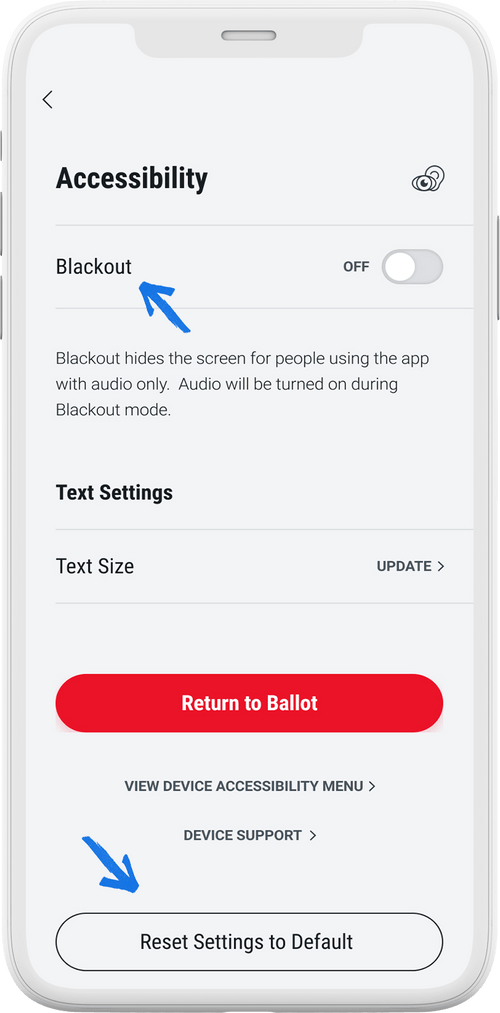 Accessibility
Blackout
OFF
Blackout hides the screen for people using the app
with audio only.  Audio will be turned on during
Blackout mode.
Text Settings
Text Size
UPDATE >
Return to Ballot
VIEW DEVICE ACCESSIBILITY MENU >
DEVICE SUPPORT >
Reset Settings to Default